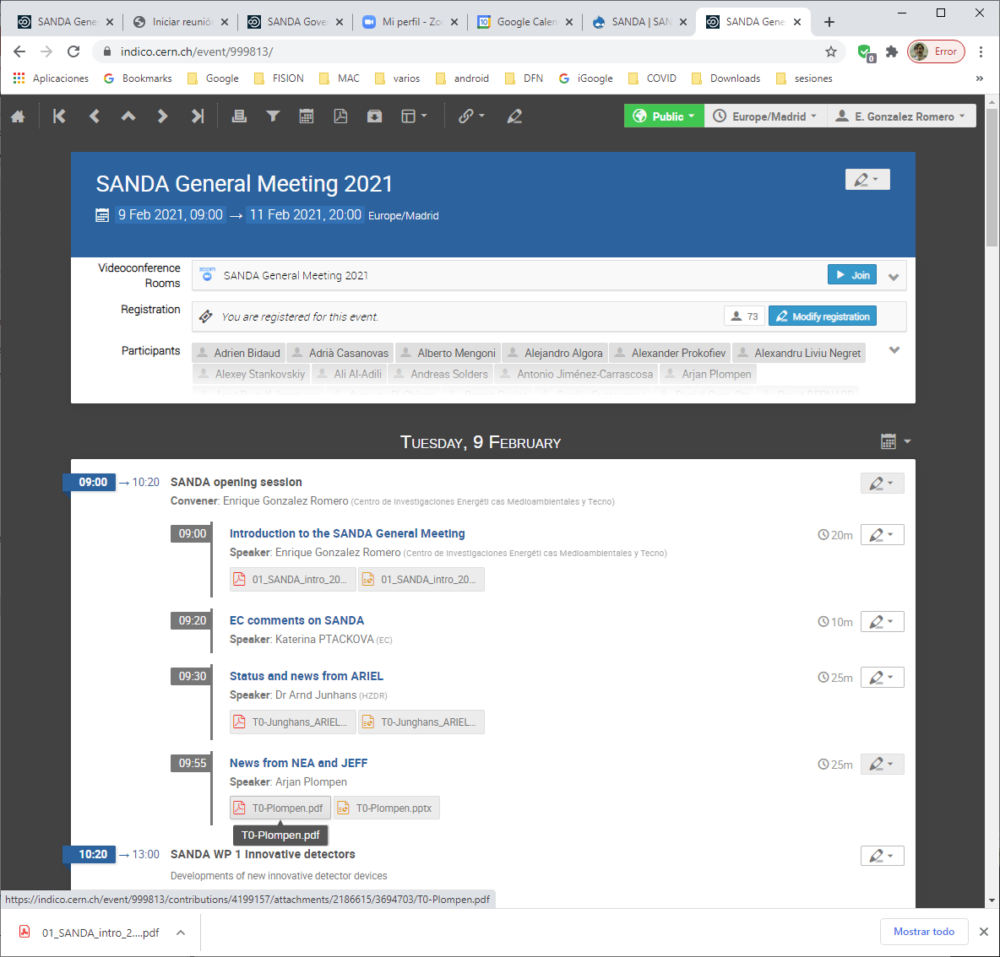 SANDA Gene
Iniciar reunió
SANDA Gove
Mi perfil - Zoo
Google Calen
SANDA | SAN
SANDA Gene
indico.cern.ch/event/999813/
0
Error
Aplicaciones
Bookmarks
Google
FISION
MAC
varios
android
DFN
iGoogle
COVID
Downloads
sesiones
»
Public
Europe/Madrid
E. Gonzalez Romero
SANDA General Meeting 2021
9 Feb 2021, 09:00 → 11 Feb 2021, 20:00 Europe/Madrid
Videoconference
Rooms
zoom
SANDA General Meeting 2021
Join
Registration
You are registered for this event.
73
Modify registration
Participants
Adrien Bidaud
Adrià Casanovas
Alberto Mengoni
Alejandro Algora
Alexander Prokofiev
Alexandru Liviu Negret
Alexey Stankovskiy
Ali Al-Adili
Andreas Solders
Antonio Jiménez-Carrascosa
Arjan Plompen
Tuesday, 9 February
09:00 → 10:20 SANDA opening session
Convener: Enrique Gonzalez Romero (Centro de Investigaciones Energéti cas Medioambientales y Tecno)
09:00 Introduction to the SANDA General Meeting 20m
Speaker: Enrique Gonzalez Romero (Centro de Investigaciones Energéti cas Medioambientales y Tecno)
01_SANDA_intro_20...
01_SANDA_intro_20...
09:20 EC comments on SANDA 10m
Speaker: Katerina PTACKOVA (EC)
09:30 Status and news from ARIEL 25m
Speaker: Dr Arnd Junhans (HZDR)
T0-Junghans_ARIEL...
T0-Junghans_ARIEL...
09:55 News from NEA and JEFF 25m
Speaker: Arjan Plompen
T0-Plompen.pdf
T0-Plompen.pptx
T0-Plompen.pdf
10:20 → 13:00 SANDA WP 1 Innovative detectors
Developments of new innovative detector devices
https://indico.cern.ch/event/999813/contributions/4199157/attachments/2186615/3694703/T0-Plompen.pdf
01_SANDA_intro_2....pdf
Mostrar todo